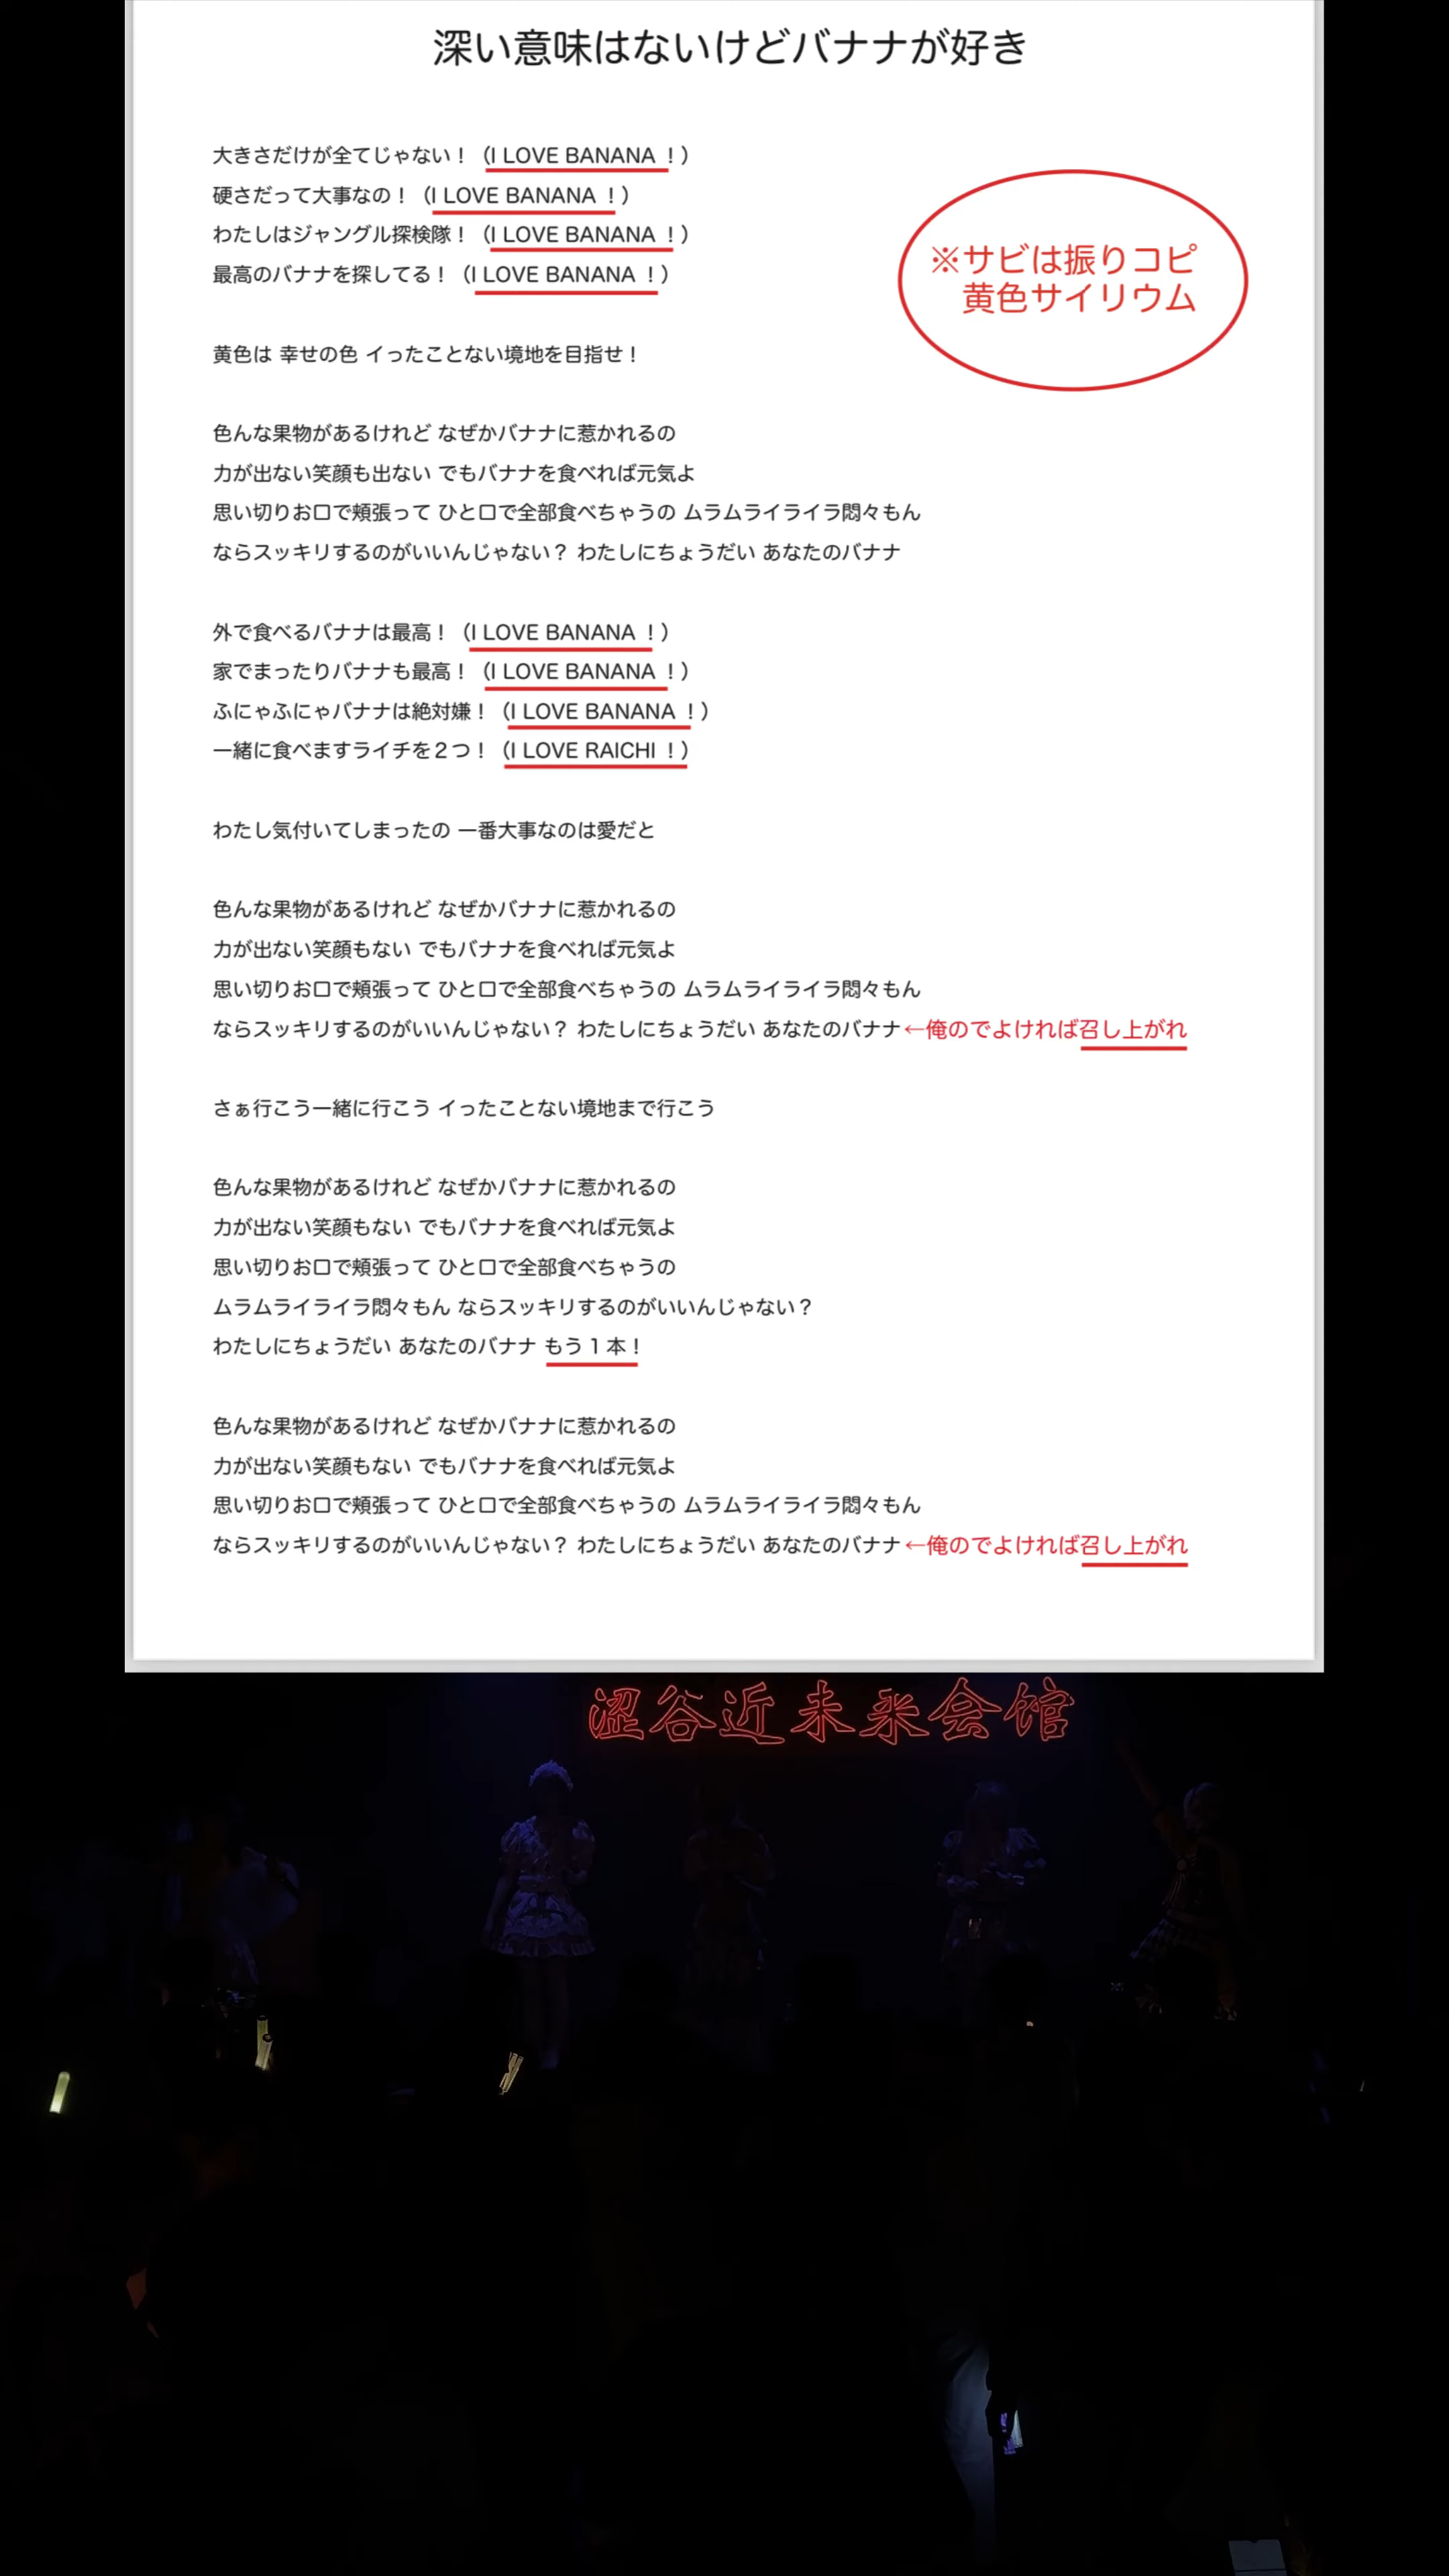 深い意味はないけどバナナが好き
大きさだけが全てじゃない！（I LOVE BANANA ！）
硬さだって大事なの！（I LOVE BANANA ！）
わたしはジャングル探検隊！（I LOVE BANANA ！）
最高のバナナを探してる！（I LOVE BANANA ！）
※サビは振りコピ
黄色サイリウム
黄色は 幸せの色 イったことない境地を目指せ！
色んな果物があるけれど なぜかバナナに惹かれるの
力が出ない笑顔も出ない でもバナナを食べれば元気よ
思い切りお口で頬張って ひと口で全部食べちゃうの ムラムライライラ悶々もん
ならスッキリするのがいいんじゃない？ わたしにちょうだい あなたのバナナ
外で食べるバナナは最高！（I LOVE BANANA ！）
家でまったりバナナも最高！（I LOVE BANANA ！）
ふにゃふにゃバナナは絶対嫌！（I LOVE BANANA ！）
一緒に食べますライチを２つ！（I LOVE RAICHI ！）
わたし気付いてしまったの 一番大事なのは愛だと
色んな果物があるけれど なぜかバナナに惹かれるの
力が出ない笑顔もない でもバナナを食べれば元気よ
思い切りお口で頬張って ひと口で全部食べちゃうの ムラムライライラ悶々もん
ならスッキリするのがいいんじゃない？ わたしにちょうだい あなたのバナナ←俺のでよければ召し上がれ
さぁ行こう一緒に行こう イったことない境地まで行こう
色んな果物があるけれど なぜかバナナに惹かれるの
力が出ない笑顔もない でもバナナを食べれば元気よ
思い切りお口で頬張って ひと口で全部食べちゃうの
ムラムライライラ悶々もん ならスッキリするのがいいんじゃない？
わたしにちょうだい あなたのバナナ もう１本！
色んな果物があるけれど なぜかバナナに惹かれるの
力が出ない笑顔もない でもバナナを食べれば元気よ
思い切りお口で頬張って ひと口で全部食べちゃうの ムラムライライラ悶々もん
ならスッキリするのがいいんじゃない？ わたしにちょうだい あなたのバナナ←俺のでよければ召し上がれ
涩谷近未来会馆